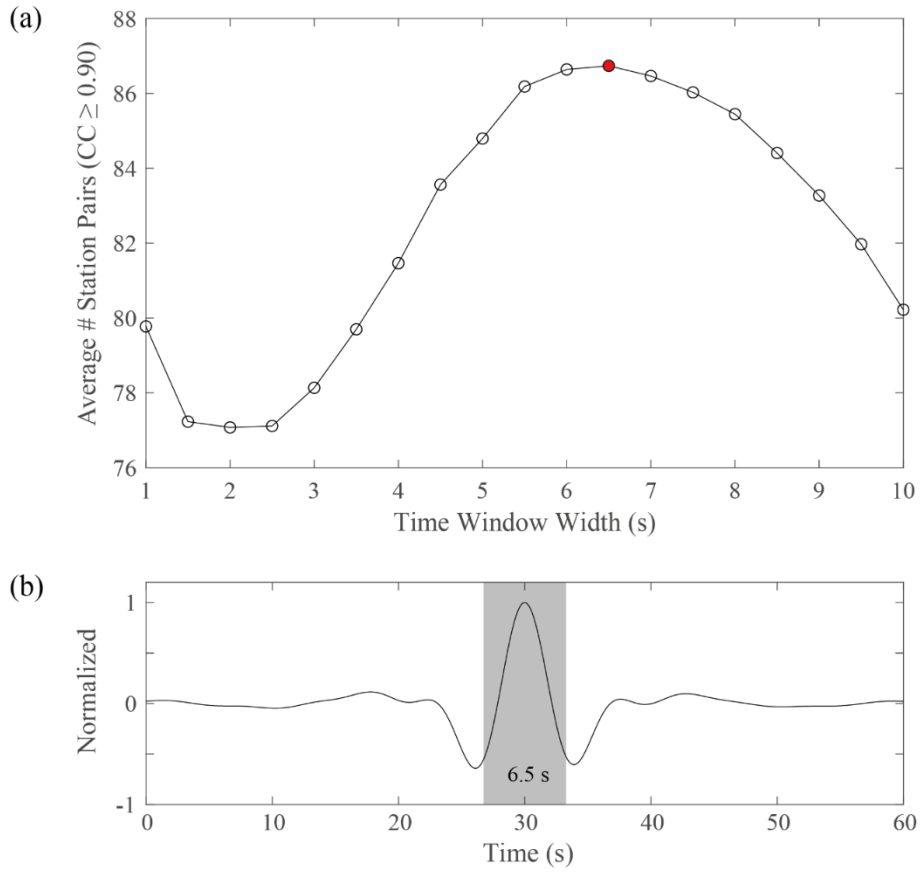 (a)
Average # Station Pairs (CC ≥ 0.90)
88
86
84
82
80
78
76
1 2 3 4 5 6 7 8 9 10
Time Window Width (s)
(b)
Normalized
1
0
-1
6.5 s
0 10 20 30 40 50 60
Time (s)